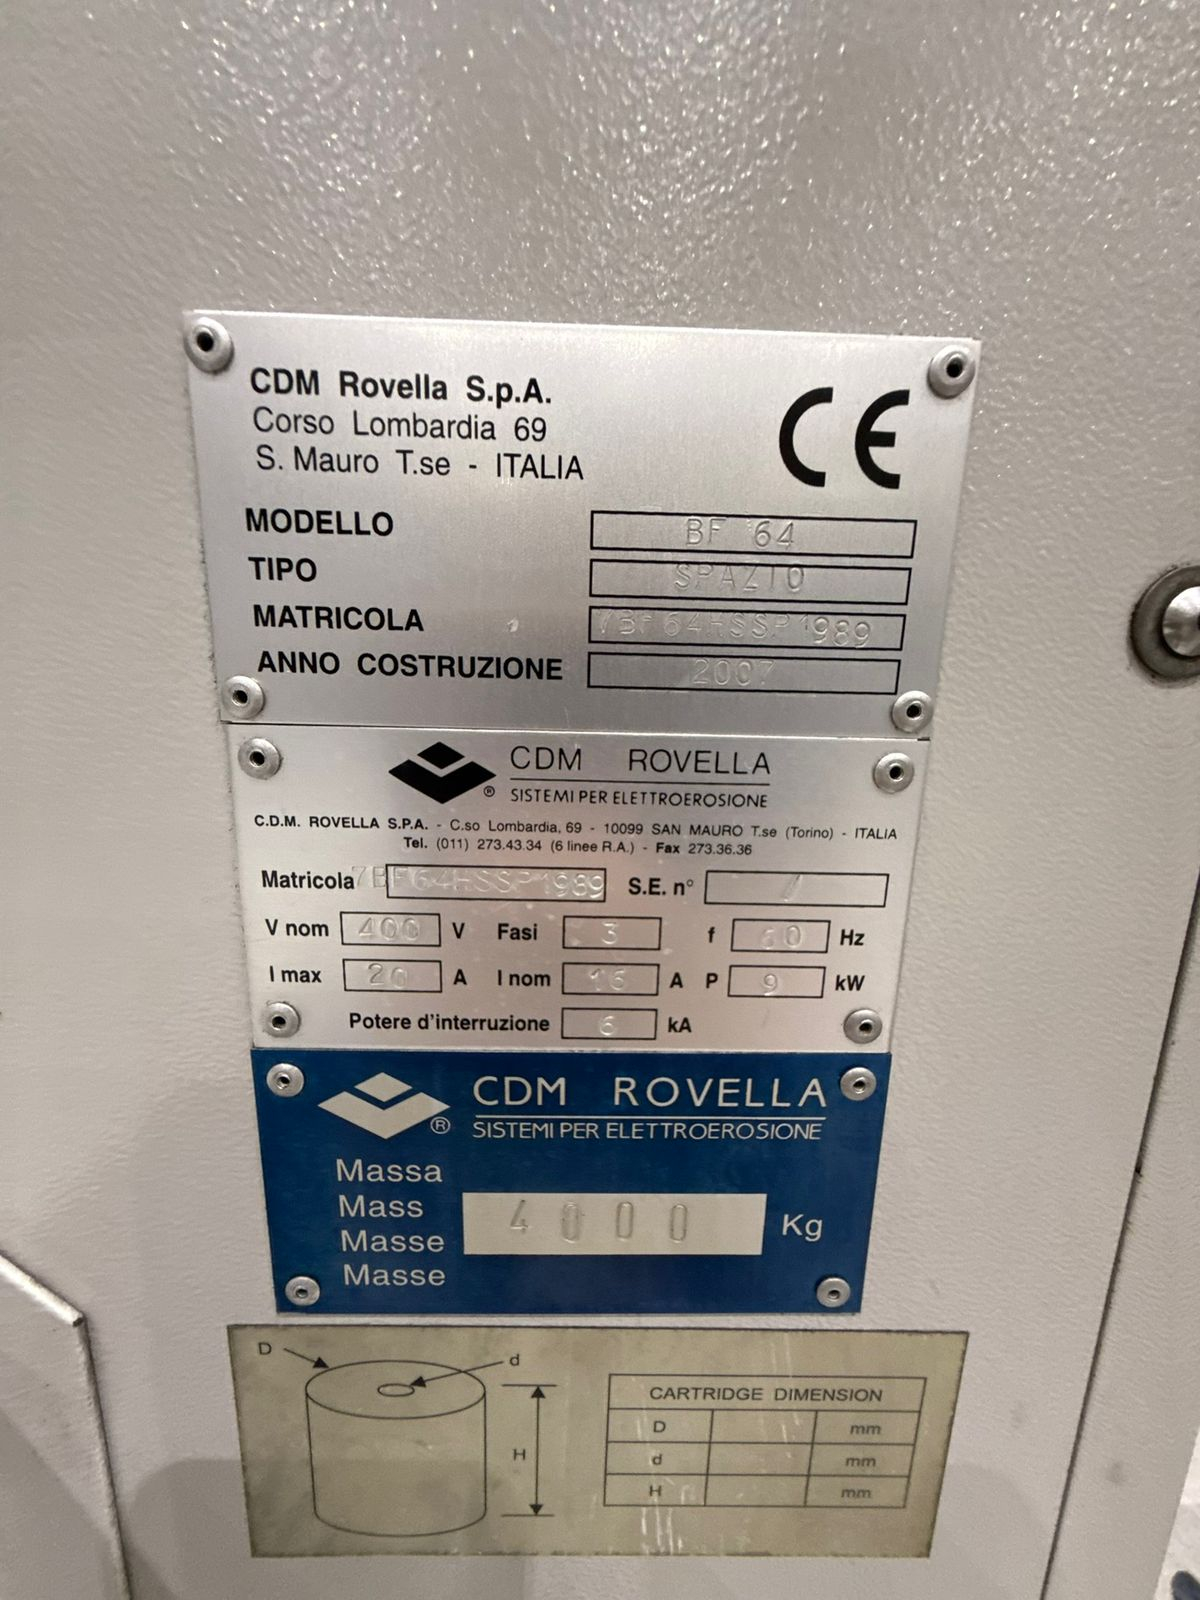 CDM Rovella S.p.A.
Corso Lombardia 69
S. Mauro T.se - ITALIA
CE
MODELLO BF 64
TIPO SPAZIO
MATRICOLA 7BF64HSSP1989
ANNO COSTRUZIONE 2007
CDM ROVELLA
® SISTEMI PER ELETTROEROSIONE
C.D.M. ROVELLA S.P.A. - C.so Lombardia, 69 - 10099 SAN MAURO T.se (Torino) - ITALIA
Tel. (011) 273.43.34 (6 linee R.A.) - Fax 273.36.36
Matricola 7BF64HSSP1989 S.E. n° /
V nom 400 V Fasi 3 f Hz
I max 20 A I nom 16 A P 9 kW
Potere d'interruzione 6 kA
CDM ROVELLA
® SISTEMI PER ELETTROEROSIONE
Massa
Mass 4000 Kg
Masse
Masse
D d
CARTRIDGE DIMENSION
D mm
H d mm
H mm